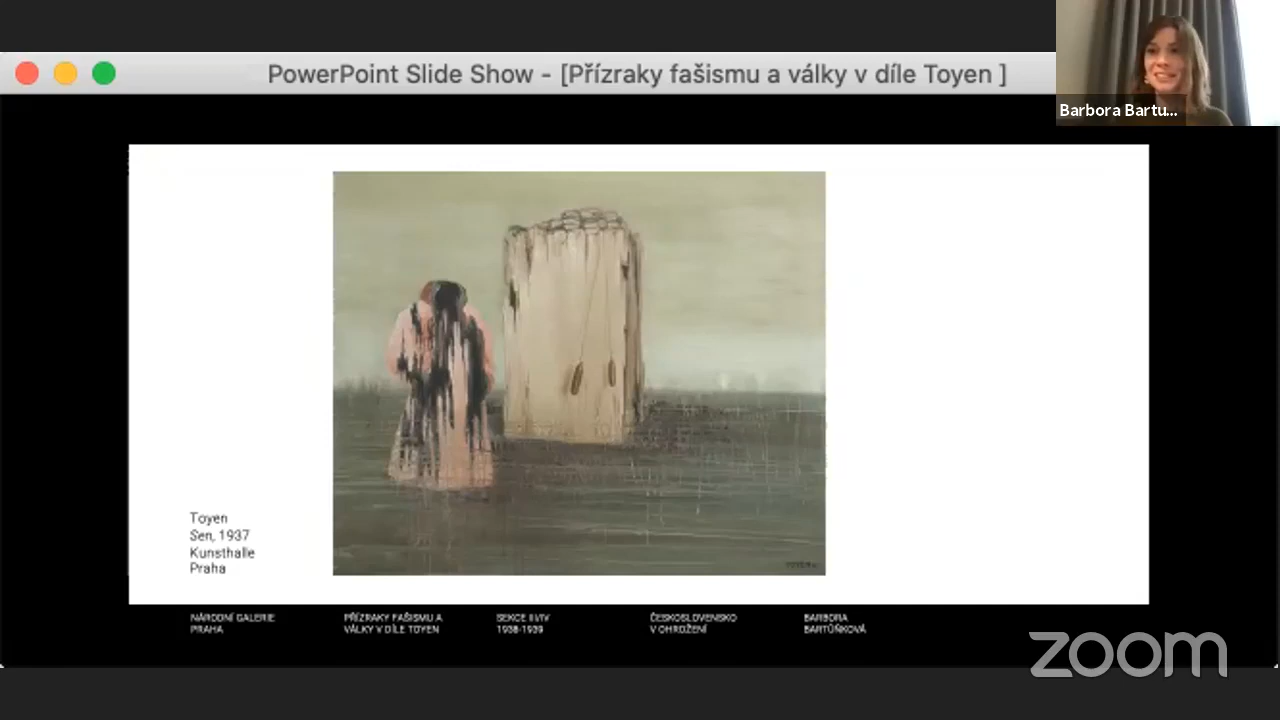 PowerPoint Slide Show - [Přízraky fašismu a války v díle Toyen ]
Barbora Bartu...
Toyen
Sen, 1937
Kunsthalle
Praha
NÁRODNÍ GALERIE
PRAHA
PŘÍZRAKY FAŠISMU A
VÁLKY V DÍLE TOYEN
SEKCE II/IV
1938-1939
ČESKOSLOVENSKO
V OHROŽENÍ
BARBORA
BARTŮŇKOVÁ
zoom